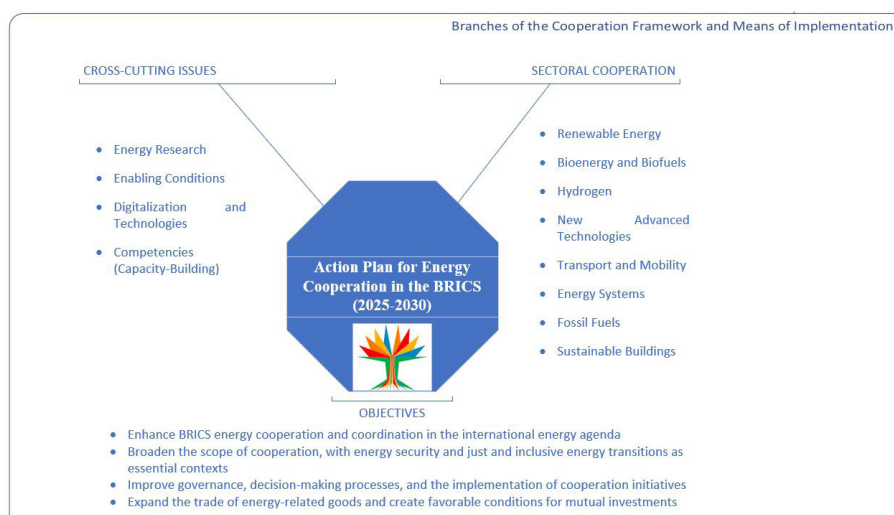 Branches of the Cooperation Framework and Means of Implementation
CROSS-CUTTING ISSUES
SECTORAL COOPERATION
• Energy Research
• Enabling Conditions
• Digitalization and
Technologies
• Competencies
(Capacity-Building)
• Renewable Energy
• Bioenergy and Biofuels
• Hydrogen
• New Advanced
Technologies
• Transport and Mobility
• Energy Systems
• Fossil Fuels
• Sustainable Buildings
Action Plan for Energy
Cooperation in the BRICS
(2025-2030)
OBJECTIVES
• Enhance BRICS energy cooperation and coordination in the international energy agenda
• Broaden the scope of cooperation, with energy security and just and inclusive energy transitions as
essential contexts
• Improve governance, decision-making processes, and the implementation of cooperation initiatives
• Expand the trade of energy-related goods and create favorable conditions for mutual investments